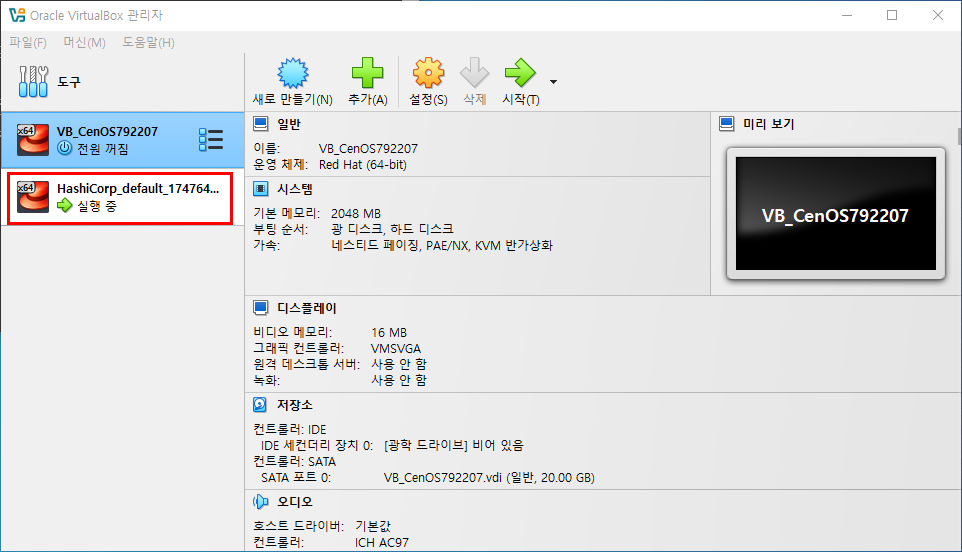 Oracle VirtualBox 관리자
파일(F) 머신(M) 도움말(H)
도구
새로 만들기(N) 추가(A) 설정(S) 삭제 시작(T)
x64
VB_CenOS792207
전원 꺼짐
x64
HashiCorp_default_174764...
실행 중
일반
이름: VB_CenOS792207
운영 체제: Red Hat (64-bit)
시스템
기본 메모리: 2048 MB
부팅 순서: 광 디스크, 하드 디스크
가속: 네스티드 페이징, PAE/NX, KVM 반가상화
미리 보기
VB_CenOS792207
디스플레이
비디오 메모리: 16 MB
그래픽 컨트롤러: VMSVGA
원격 데스크톱 서버: 사용 안 함
녹화: 사용 안 함
저장소
컨트롤러: IDE
IDE 세컨더리 장치 0: [광학 드라이브] 비어 있음
컨트롤러: SATA
SATA 포트 0: VB_CenOS792207.vdi (일반, 20.00 GB)
오디오
호스트 드라이버: 기본값
컨트롤러: ICH AC97